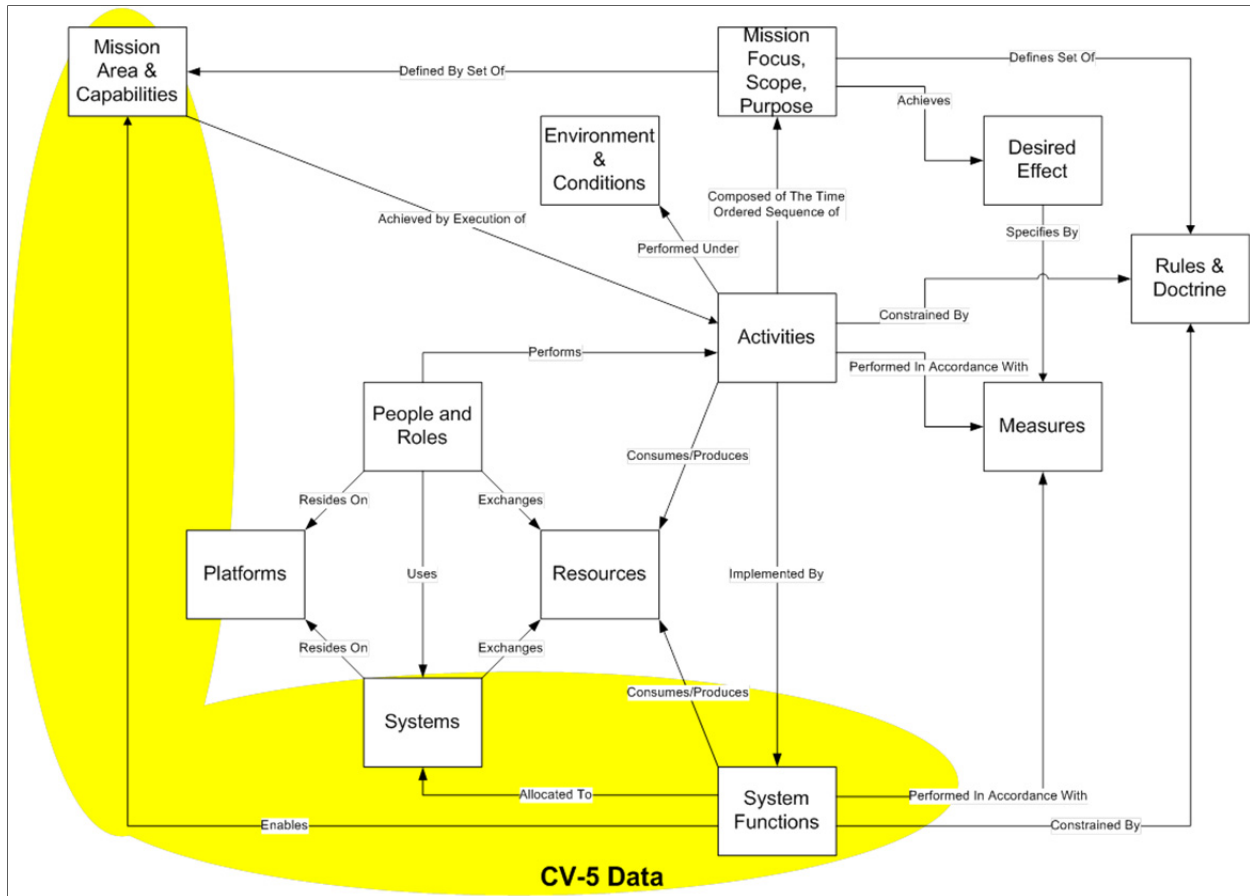 Mission
Area &
Capabilities
Defined By Set Of
Mission
Focus,
Scope,
Purpose
Defines Set Of
Achieves
Environment
&
Conditions
Desired
Effect
Composed of The Time
Ordered Sequence of
Achieved by Execution of
Specifies By
Performed Under
Rules &
Doctrine
Activities
Constrained By
Performs
Performed In Accordance With
People and
Roles
Measures
Consumes/Produces
Resides On
Exchanges
Platforms
Uses
Resources
Implemented By
Resides On
Exchanges
Systems
Consumes/Produces
Allocated To
System
Functions
Performed In Accordance With
Enables
Constrained By
CV-5 Data